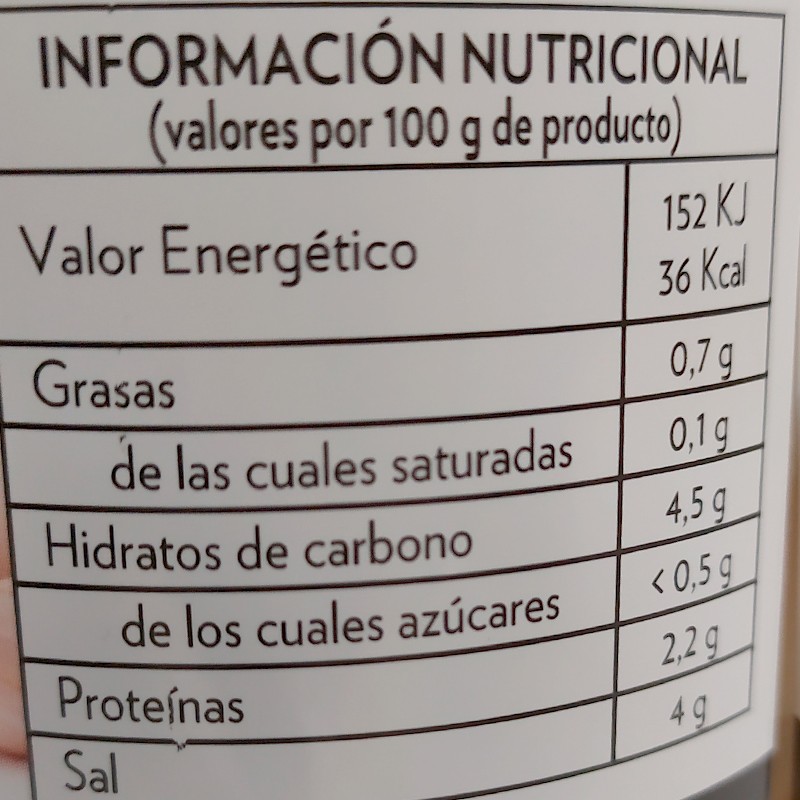 INFORMACIÓN NUTRICIONAL
(valores por 100 g de producto)
Valor Energético 152 KJ
36 Kcal
Grasas 0,7 g
de las cuales saturadas 0,1 g
Hidratos de carbono 4,5 g
de los cuales azúcares < 0,5 g
Proteínas 2,2 g
Sal 4 g